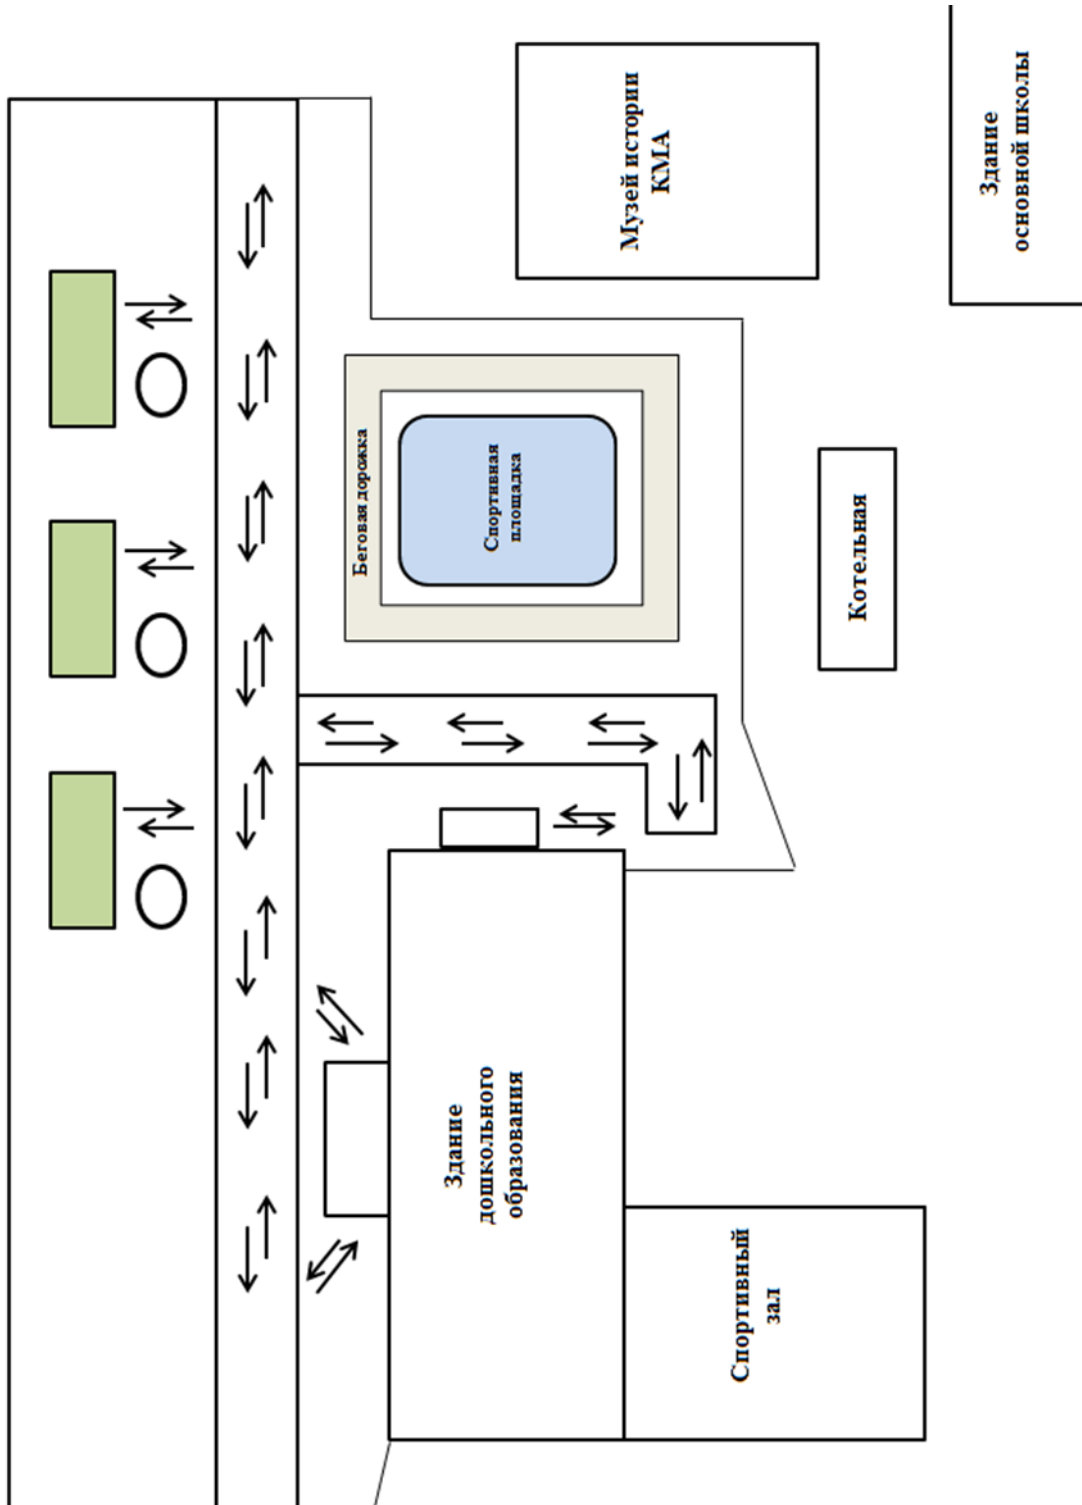 Музей истории
КМА
Здание
основной школы
Беговая дорожка
Спортивная
площадка
Котельная
Здание
дошкольного
образования
Спортивный
зал